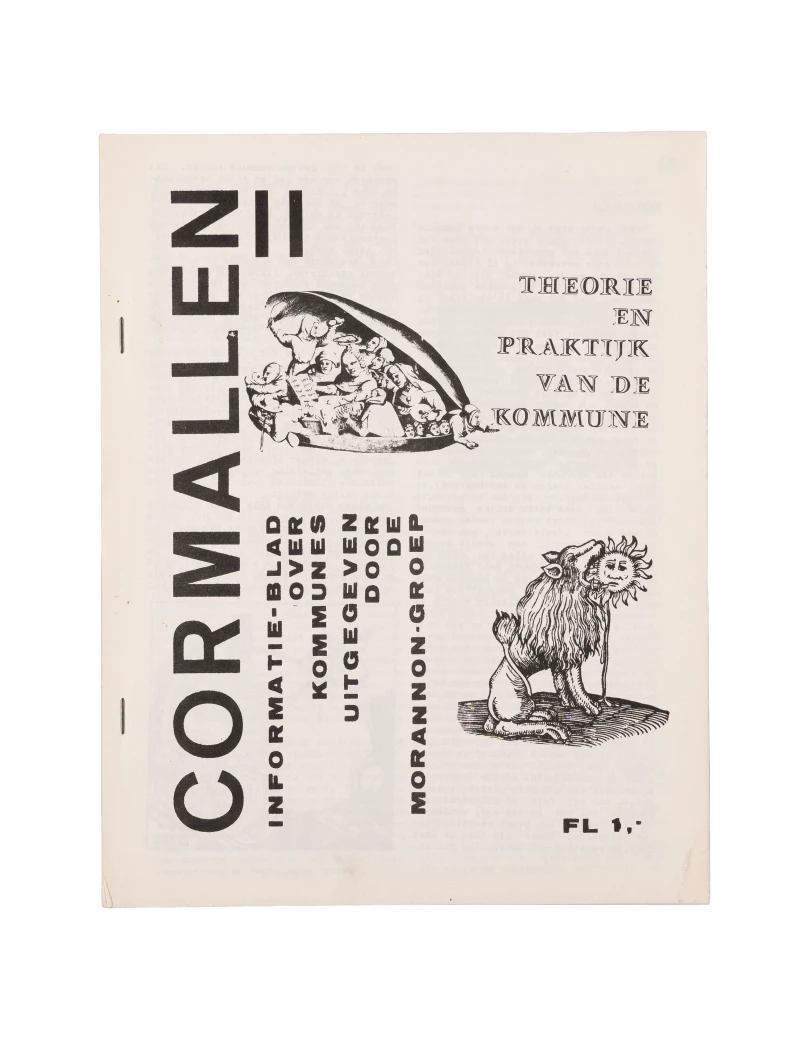 CORMALLEN II
THEORIE
EN
PRAKTIJK
VAN DE
KOMMUNE
INFORMATIE-BLAD
OVER
KOMMUNES
UITGEGEVEN
DOOR
DE
MORANNON-GROEP
FL 1,-